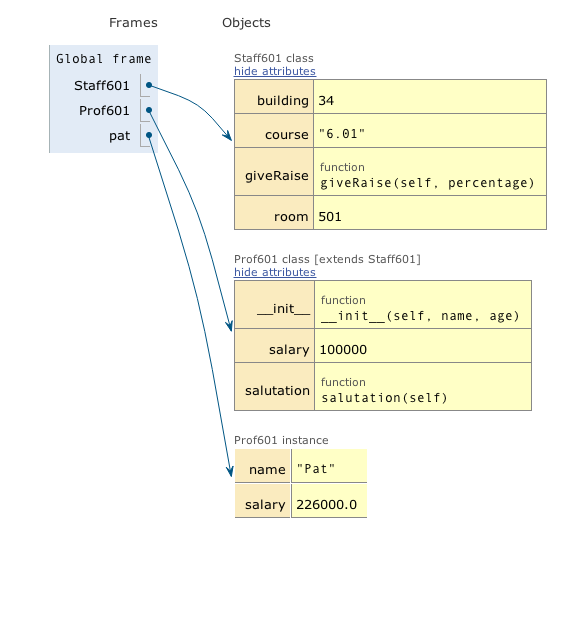 Frames Objects
Global frame
Staff601
Prof601
pat
Staff601 class
hide attributes
building 34
course "6.01"
giveRaise function
giveRaise(self, percentage)
room 501
Prof601 class [extends Staff601]
hide attributes
__init__ function
__init__(self, name, age)
salary 100000
salutation function
salutation(self)
Prof601 instance
name "Pat"
salary 226000.0